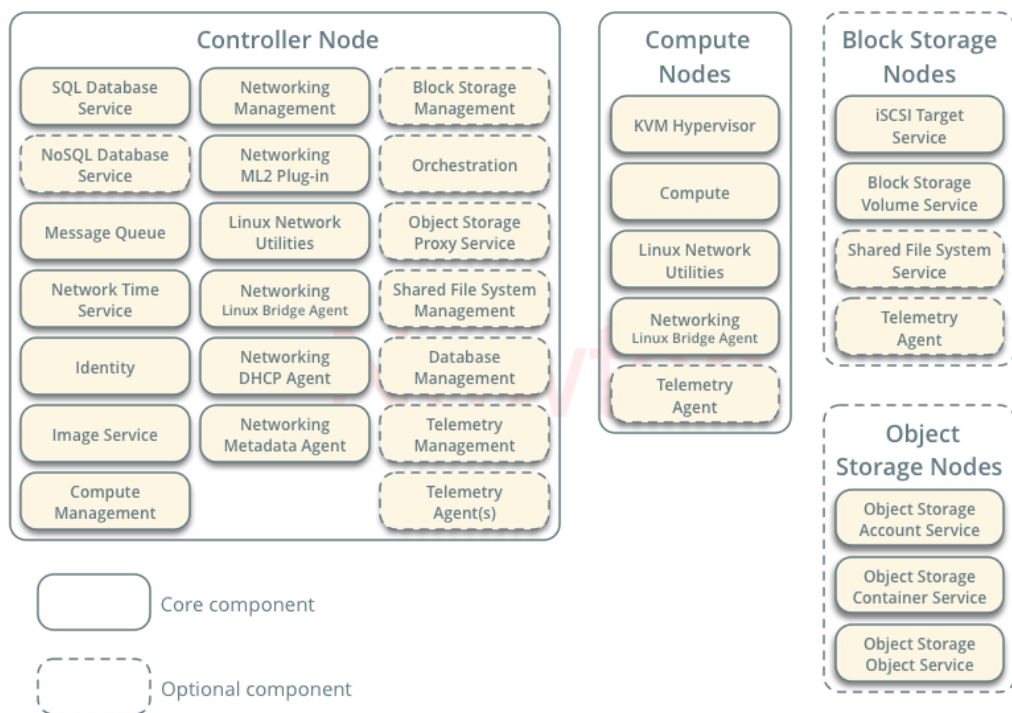 Controller Node
SQL Database
Service
NoSQL Database
Service
Message Queue
Network Time
Service
Identity
Image Service
Compute
Management
Networking
Management
Networking
ML2 Plug-in
Linux Network
Utilities
Networking
Linux Bridge Agent
Networking
DHCP Agent
Networking
Metadata Agent
Block Storage
Management
Orchestration
Object Storage
Proxy Service
Shared File System
Management
Database
Management
Telemetry
Management
Telemetry
Agent(s)
Compute
Nodes
KVM Hypervisor
Compute
Linux Network
Utilities
Networking
Linux Bridge Agent
Telemetry
Agent
Block Storage
Nodes
iSCSI Target
Service
Block Storage
Volume Service
Shared File System
Service
Telemetry
Agent
Object
Storage Nodes
Object Storage
Account Service
Object Storage
Container Service
Object Storage
Object Service
Core component
Optional component